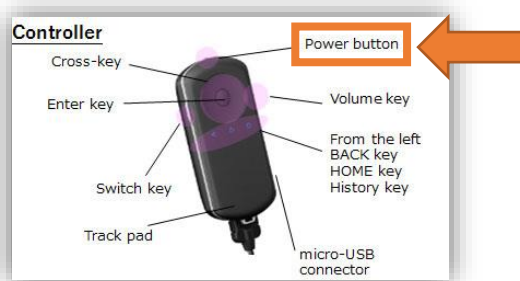 Controller
Power button
Cross-key
Enter key
Volume key
From the left
BACK key
HOME key
History key
Switch key
Track pad
micro-USB
connector